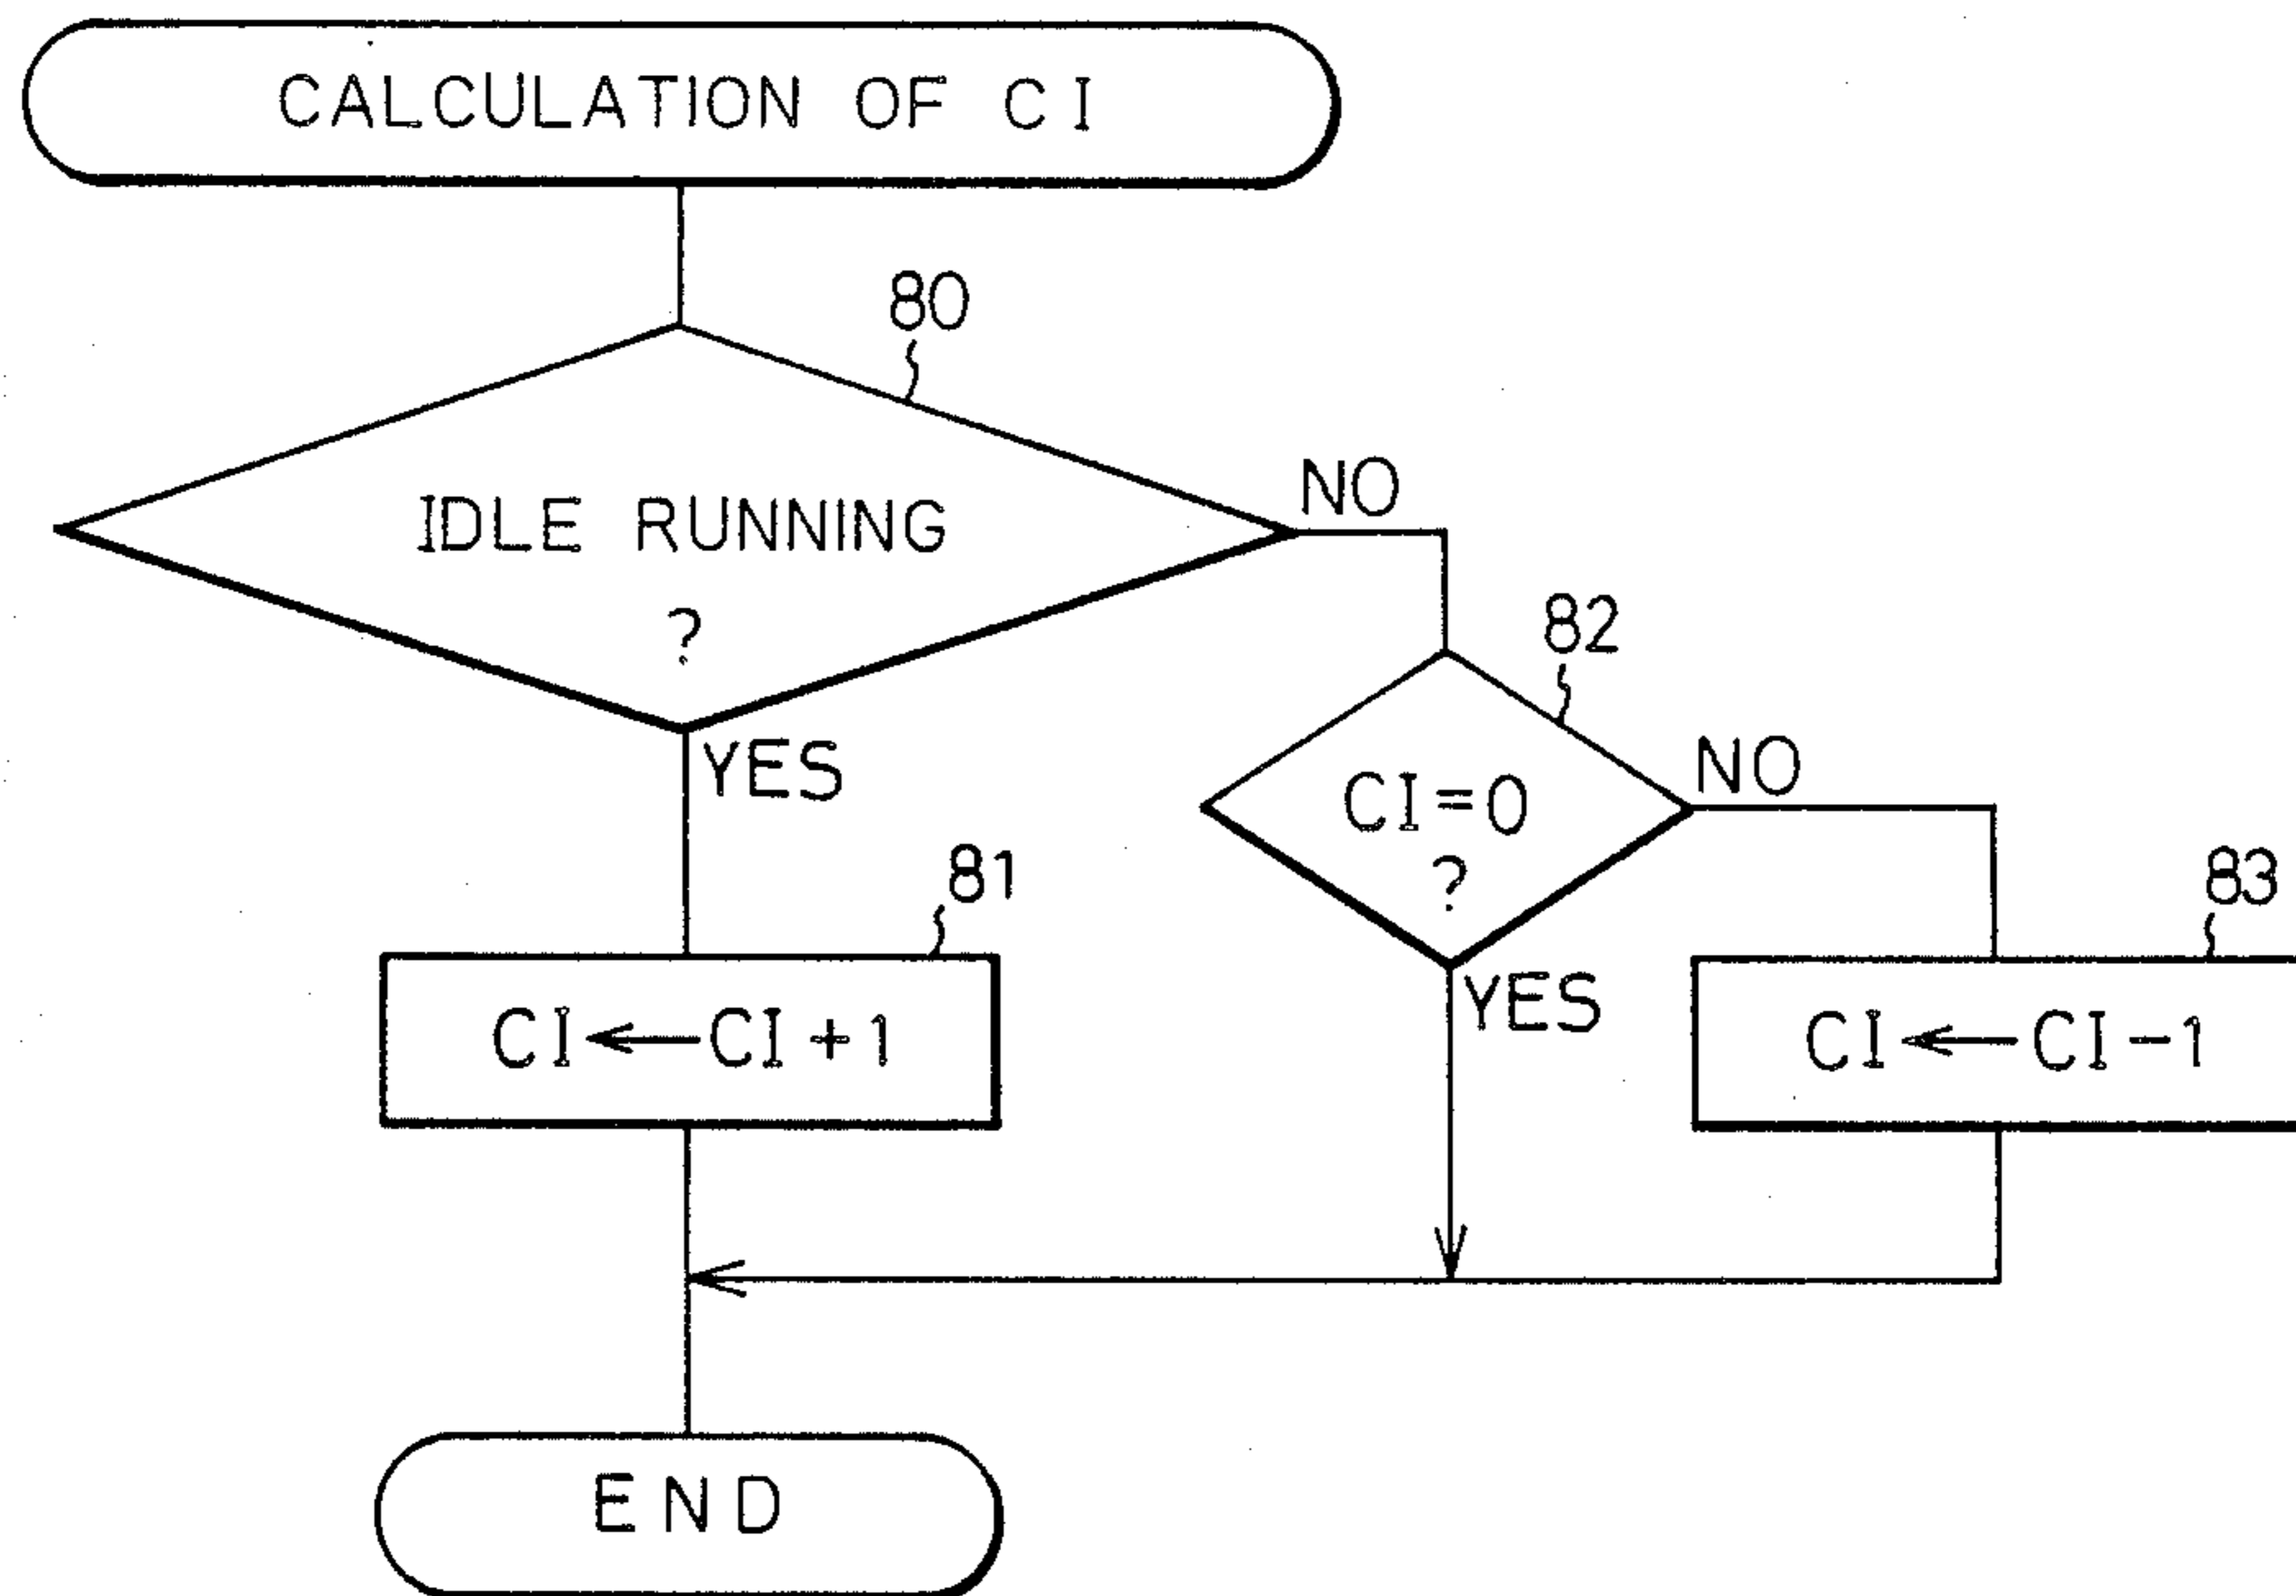 CALCULATION OF CI
80
IDLE RUNNING
?
NO
YES
82
CI=0
?
NO
YES
81
CI←CI+1
83
CI←CI-1
END